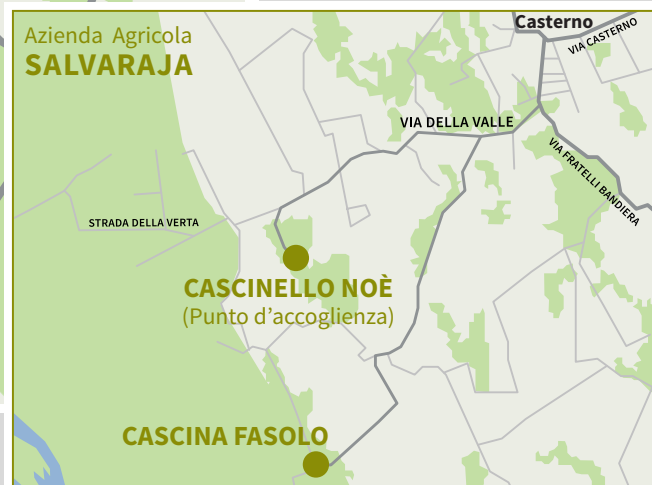 Azienda Agricola
SALVARAJA
Casterno
VIA CASTERNO
VIA DELLA VALLE
VIA FRATELLI BANDIERA
STRADA DELLA VERTA
CASCINELLO NOÈ
(Punto d’accoglienza)
CASCINA FASOLO